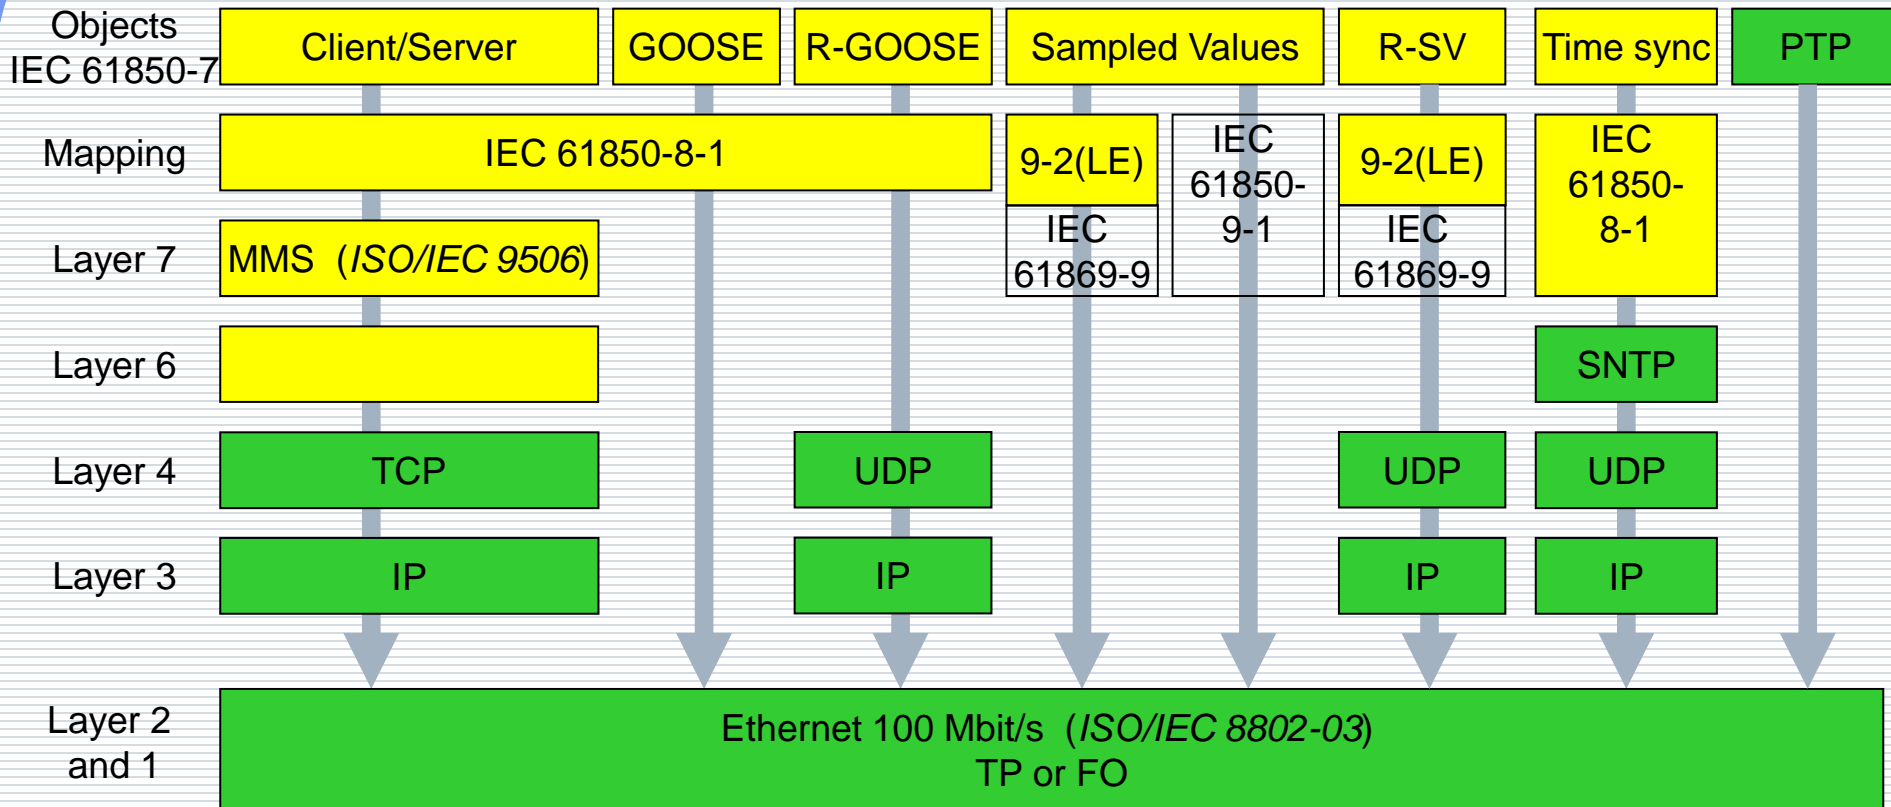 Objects
IEC 61850-7
Client/Server
GOOSE
R-GOOSE
Sampled Values
R-SV
Time sync
PTP
Mapping
IEC 61850-8-1
9-2(LE)
IEC
61869-9
IEC
61850-
9-1
9-2(LE)
IEC
61869-9
IEC
61850-
8-1
Layer 7
MMS (ISO/IEC 9506)
Layer 6
SNTP
Layer 4
TCP
UDP
UDP
UDP
Layer 3
IP
IP
IP
IP
Layer 2
and 1
Ethernet 100 Mbit/s (ISO/IEC 8802-03)
TP or FO